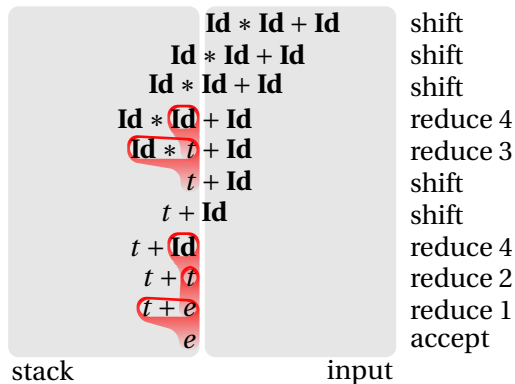 Id ∗ Id + Id shift
Id ∗ Id + Id shift
Id ∗ Id + Id shift
Id ∗ Id + Id reduce 4
Id ∗ t + Id reduce 3
t + Id shift
t + Id shift
t + Id reduce 4
t + t reduce 2
t + e reduce 1
e accept
stack input